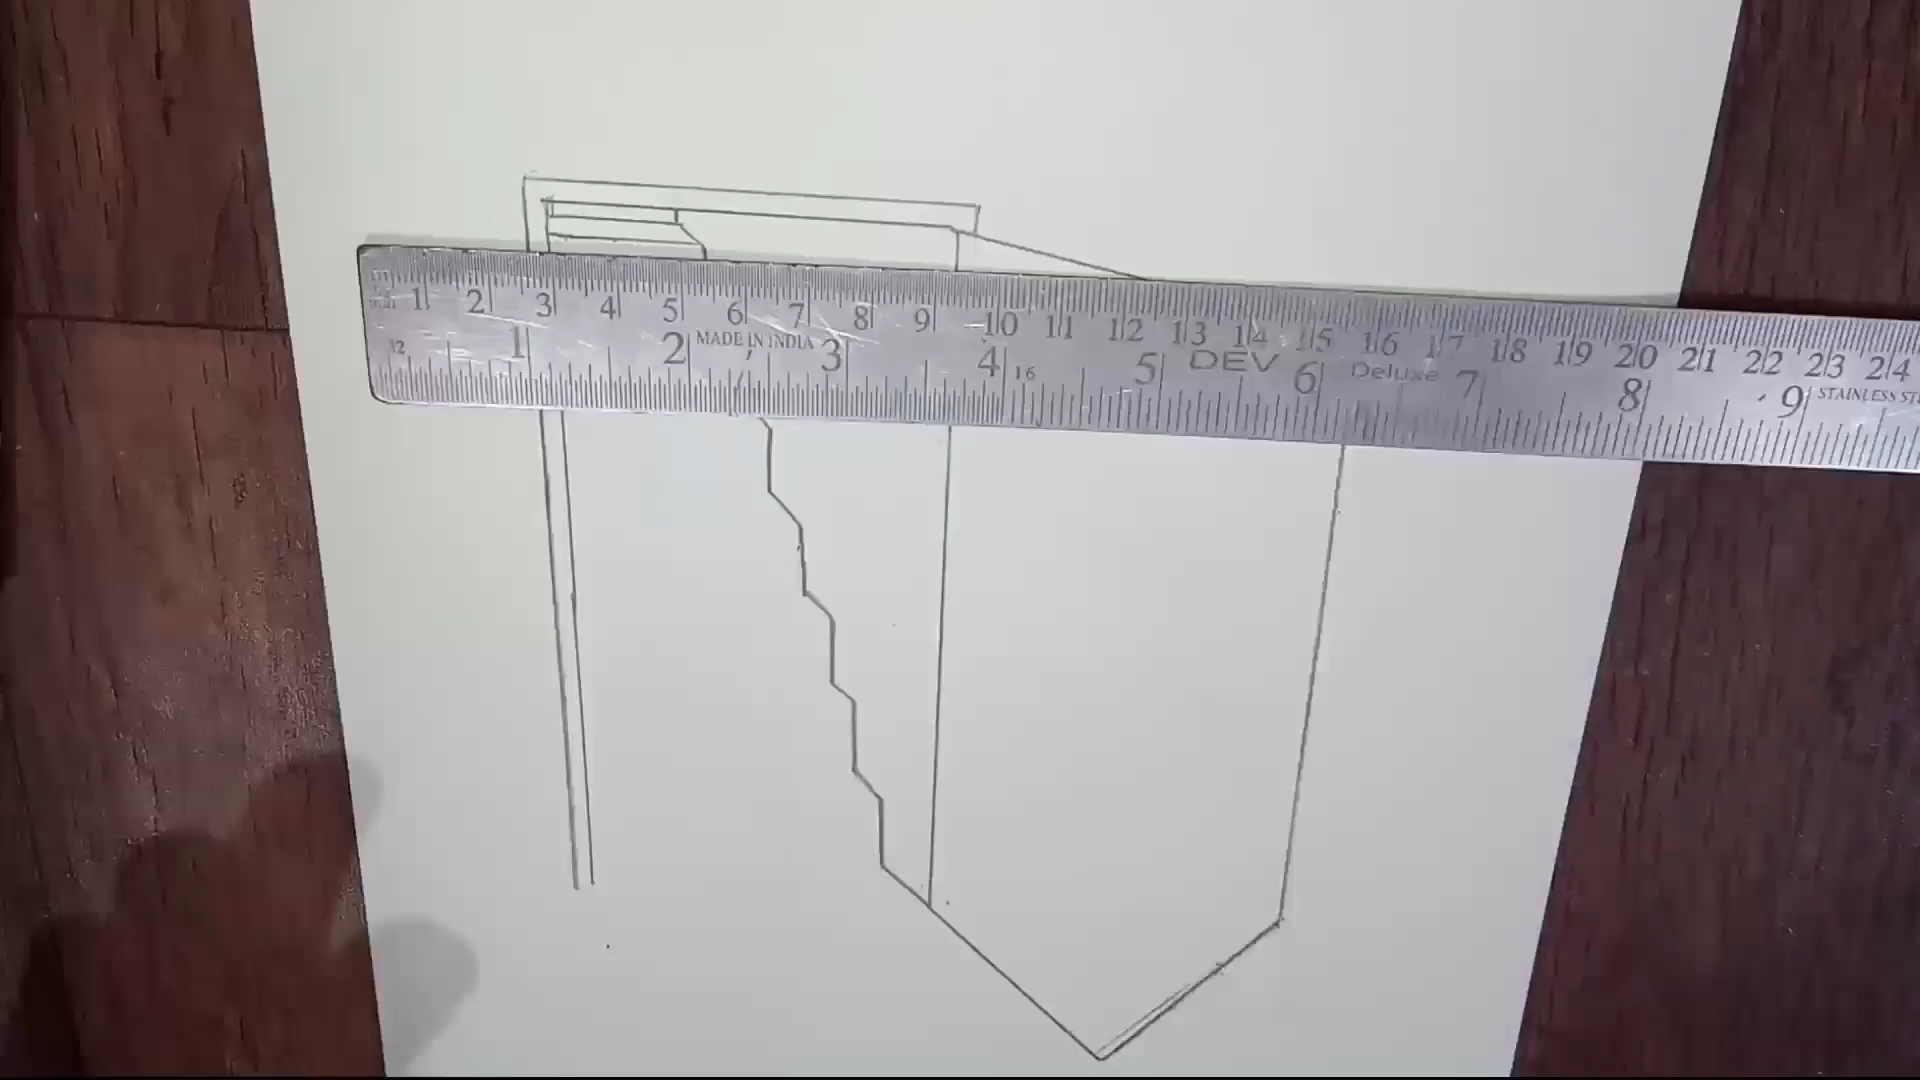 1 2 3 4 5 6 7 8 9 10 11 12 13 14 15 16 17 18 19 20 21 22 23 24
32 1 2 MADE IN INDIA 3 4 16 5 DEV 6 Deluxe 7 8 9 STAINLESS ST